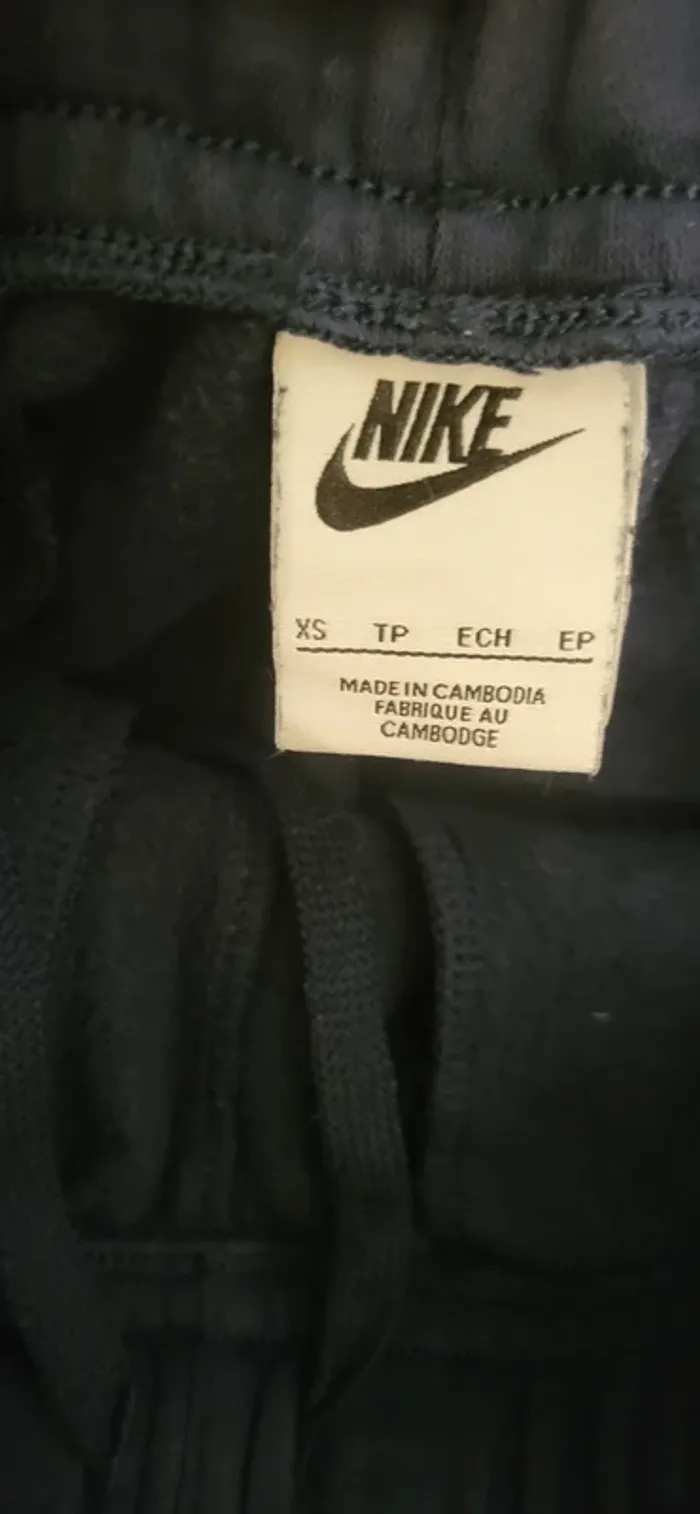 NIKE
XS TP ECH EP
MADE IN CAMBODIA
FABRIQUE AU
CAMBODGE